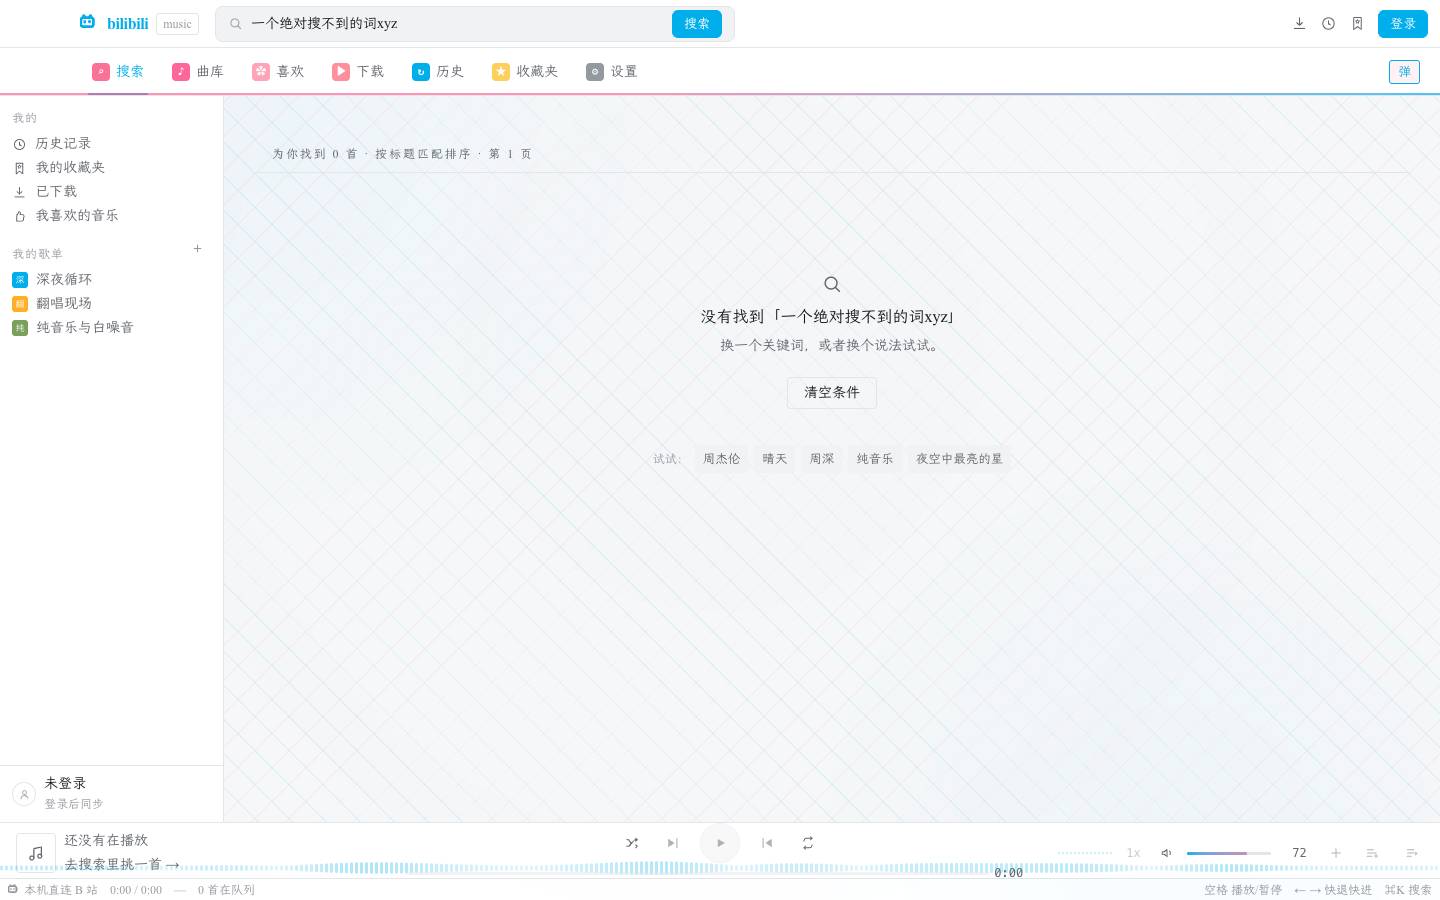 bilibili music 一个绝对搜不到的词xyz 搜索 登录
搜索 曲库 喜欢 下载 历史 收藏夹 设置 弹
我的
历史记录
我的收藏夹
已下载
我喜欢的音乐
我的歌单 +
深 深夜循环
翻 翻唱现场
纯 纯音乐与白噪音
为你找到 0 首 · 按标题匹配排序 · 第 1 页
没有找到「一个绝对搜不到的词xyz」
换一个关键词，或者换个说法试试。
清空条件
试试： 周杰伦 晴天 周深 纯音乐 夜空中最亮的星
未登录
登录后同步
还没有在播放
去搜索里挑一首 →
1x 72
0:00
本机直连 B 站 0:00 / 0:00 — 0 首在队列
空格 播放/暂停 ← → 快退快进 ⌘K 搜索